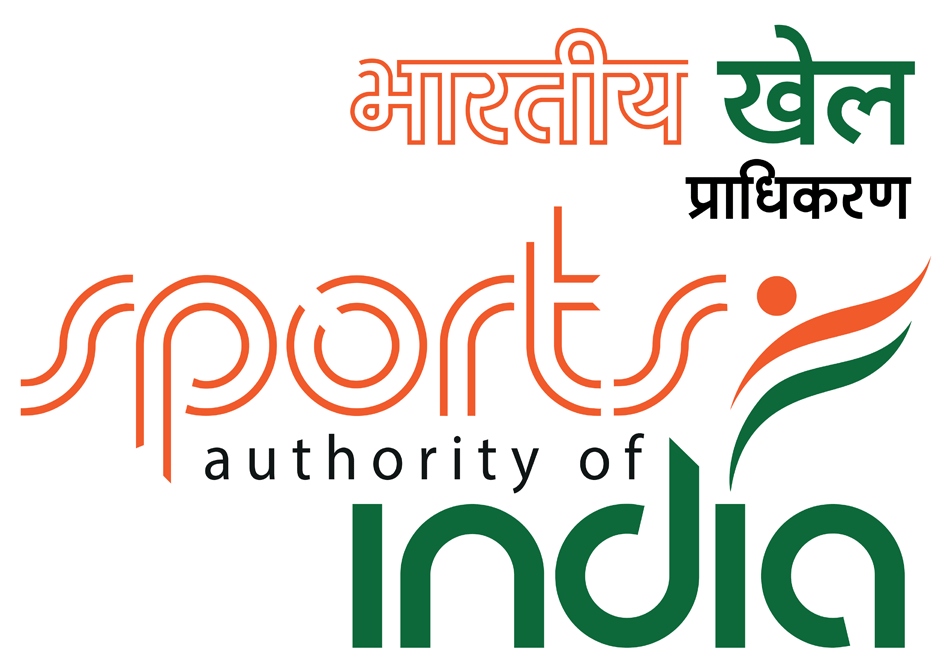 भारतीय खेल
प्राधिकरण
sports
authority of
india